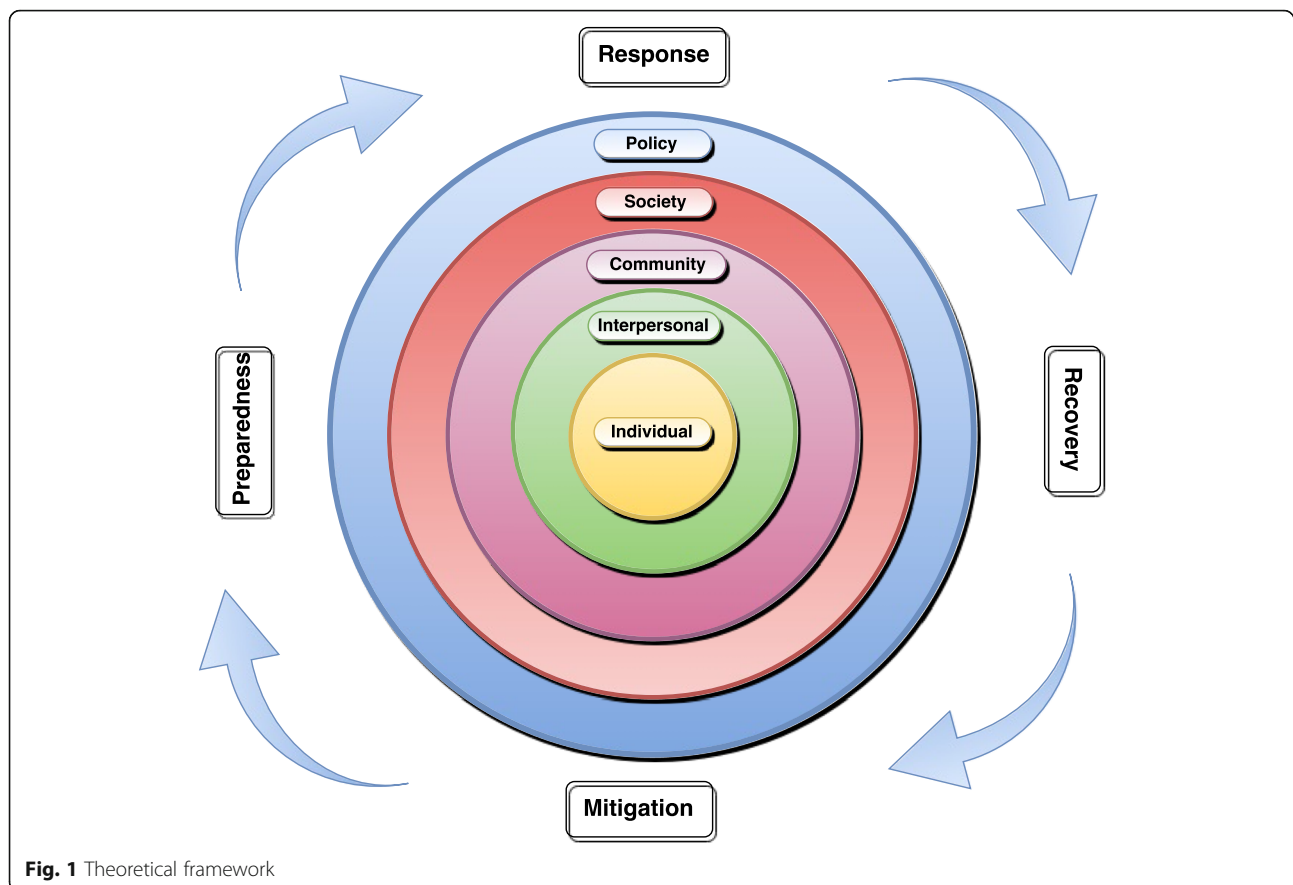 Response
Policy
Society
Community
Interpersonal
Individual
Preparedness
Recovery
Mitigation
Fig. 1 Theoretical framework